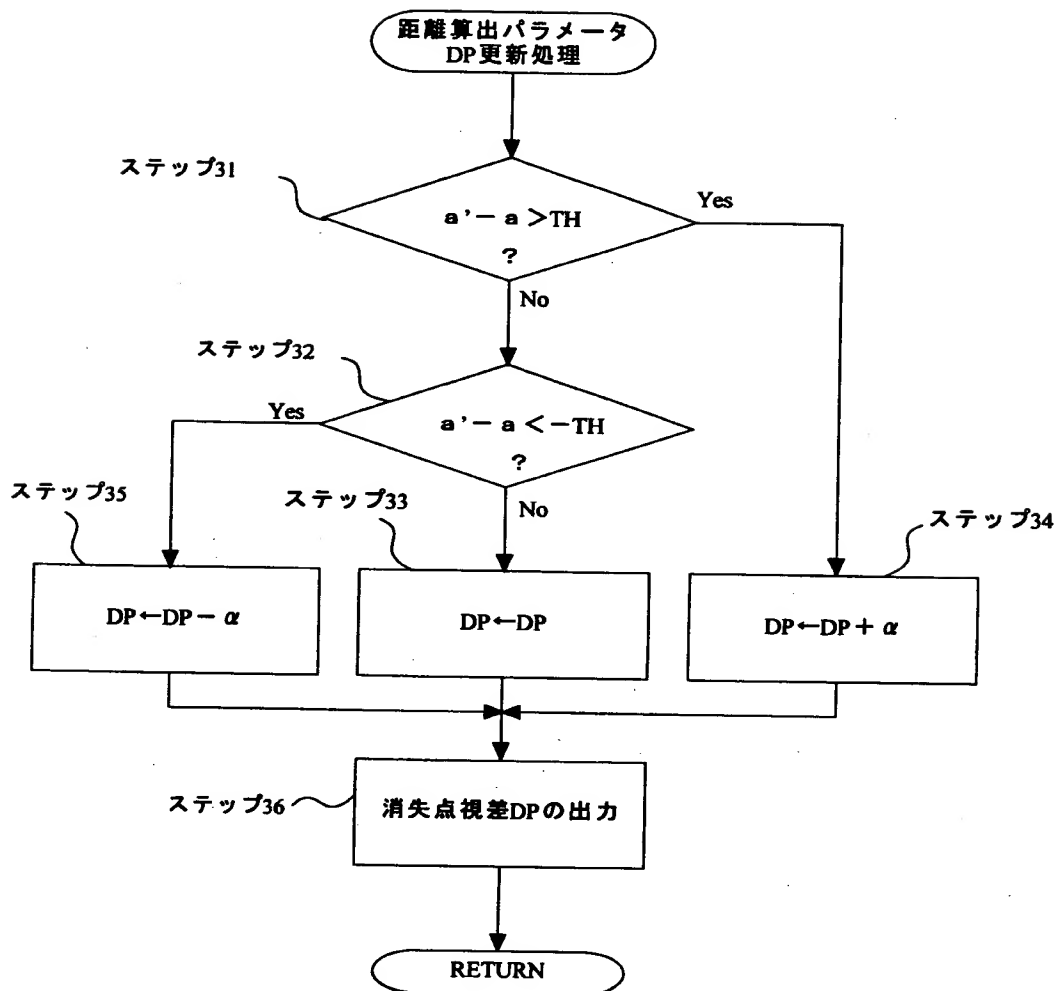 距離算出パラメータ
DP更新処理
ステップ31
a'－a＞TH
?
Yes
No
ステップ32
a'－a＜－TH
?
Yes
No
ステップ35
ステップ33
ステップ34
DP←DP－α
DP←DP
DP←DP＋α
ステップ36
消失点視差DPの出力
RETURN